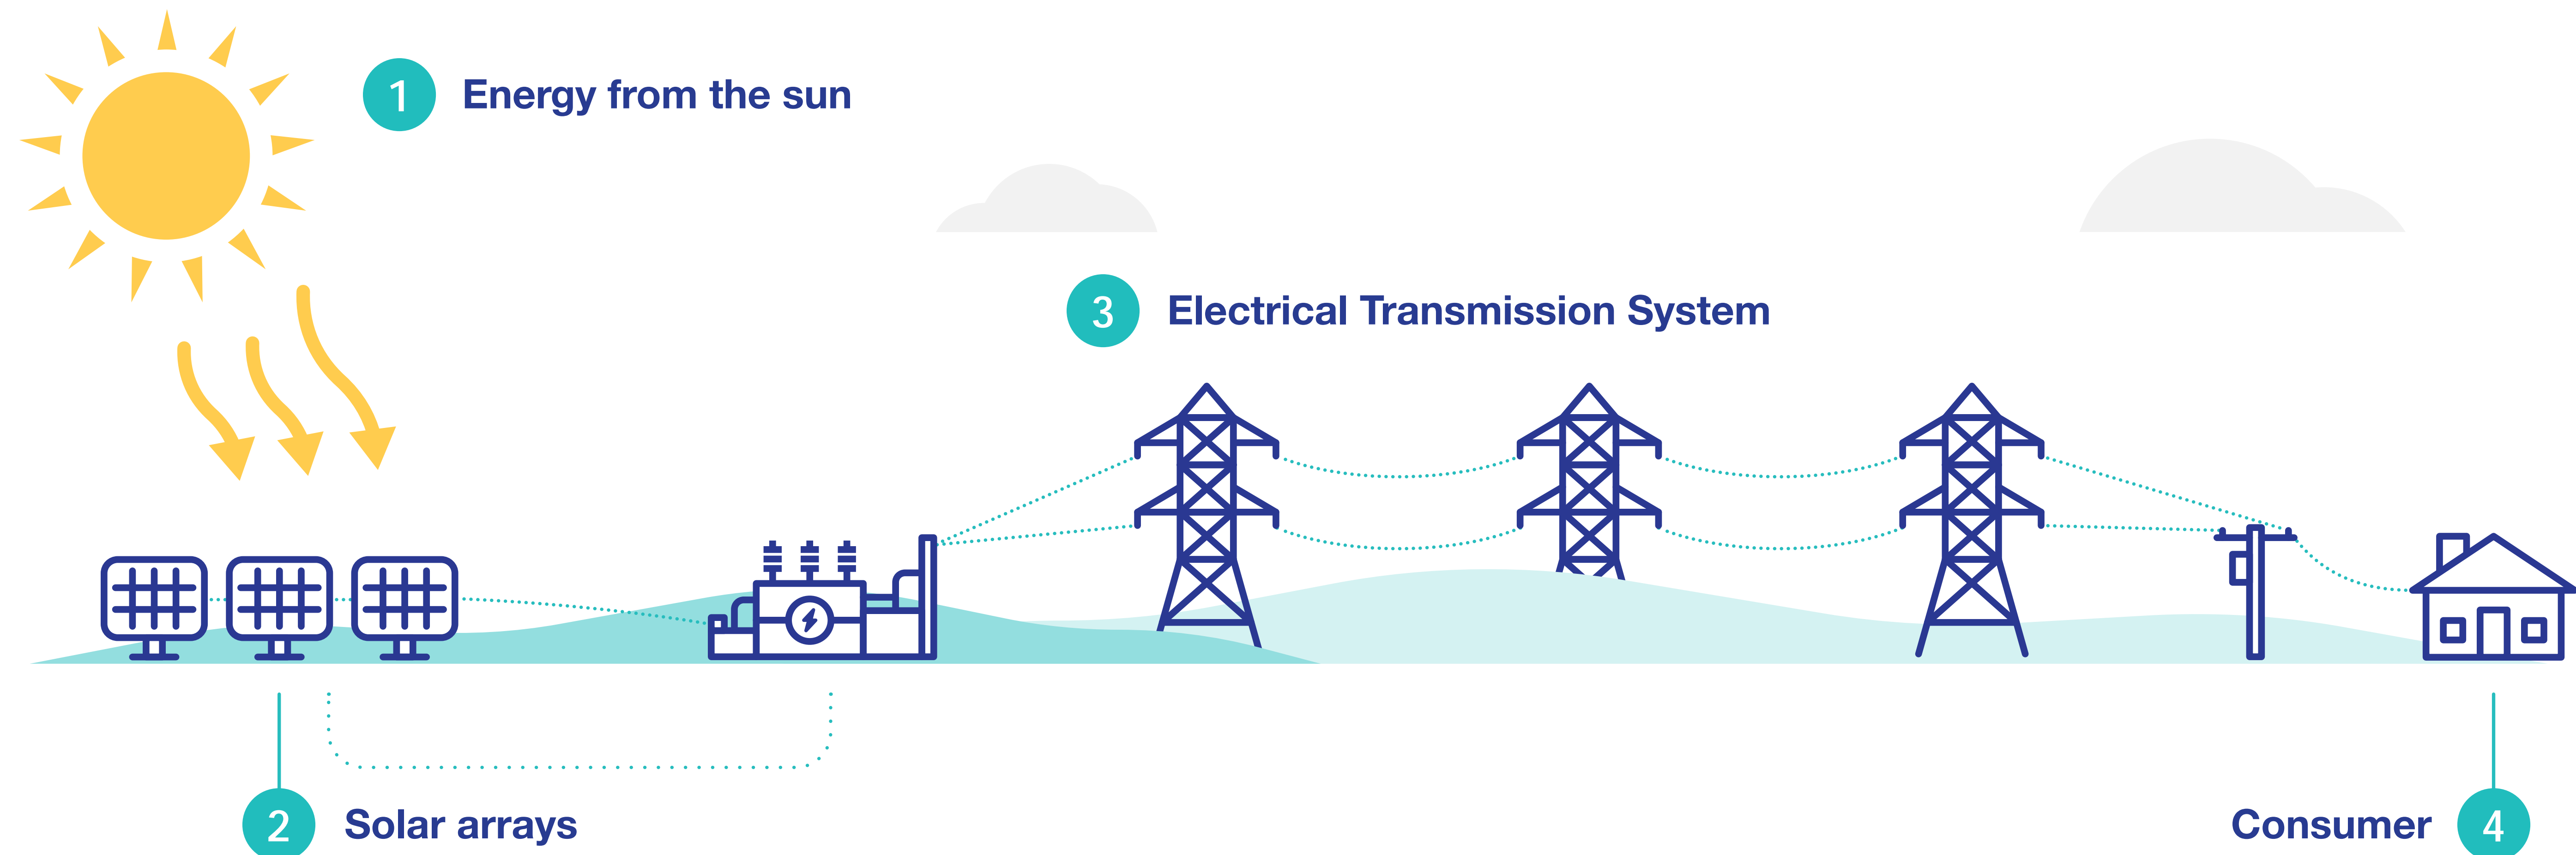 1 Energy from the sun
3 Electrical Transmission System
2 Solar arrays
Consumer 4